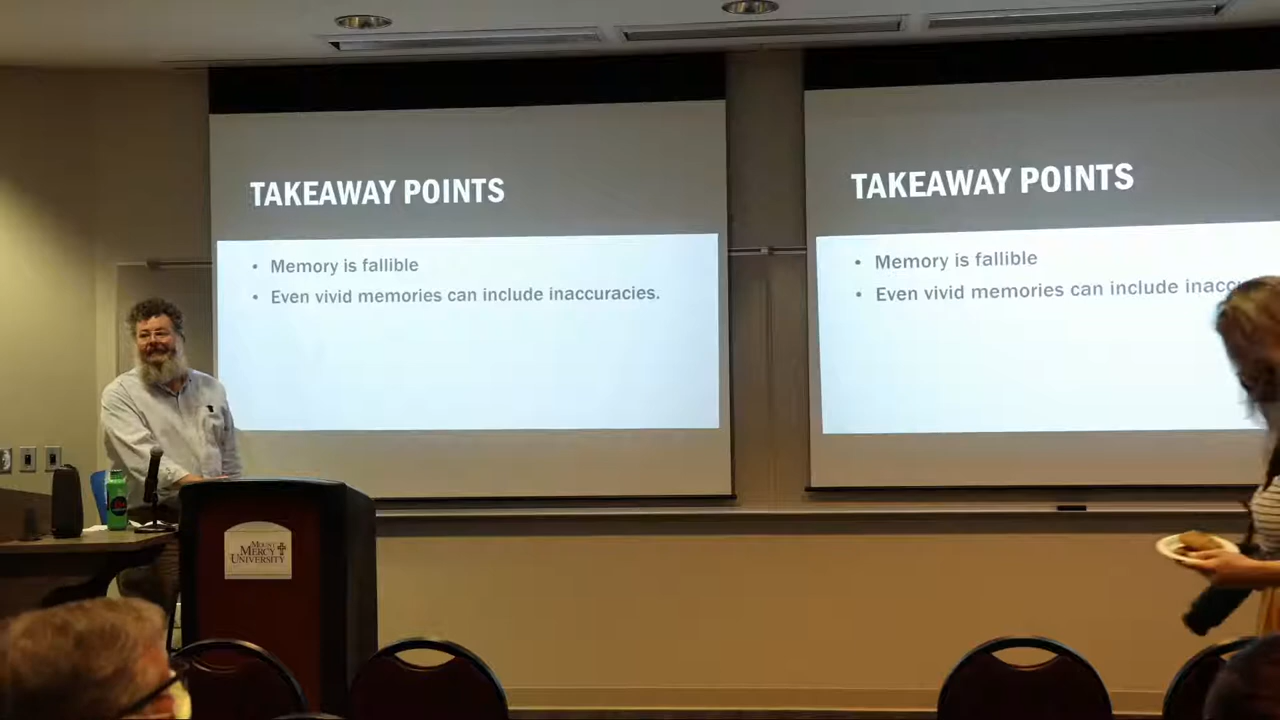 TAKEAWAY POINTS
• Memory is fallible
• Even vivid memories can include inaccuracies.
TAKEAWAY POINTS
• Memory is fallible
• Even vivid memories can include
MOUNT
MERCY
UNIVERSITY